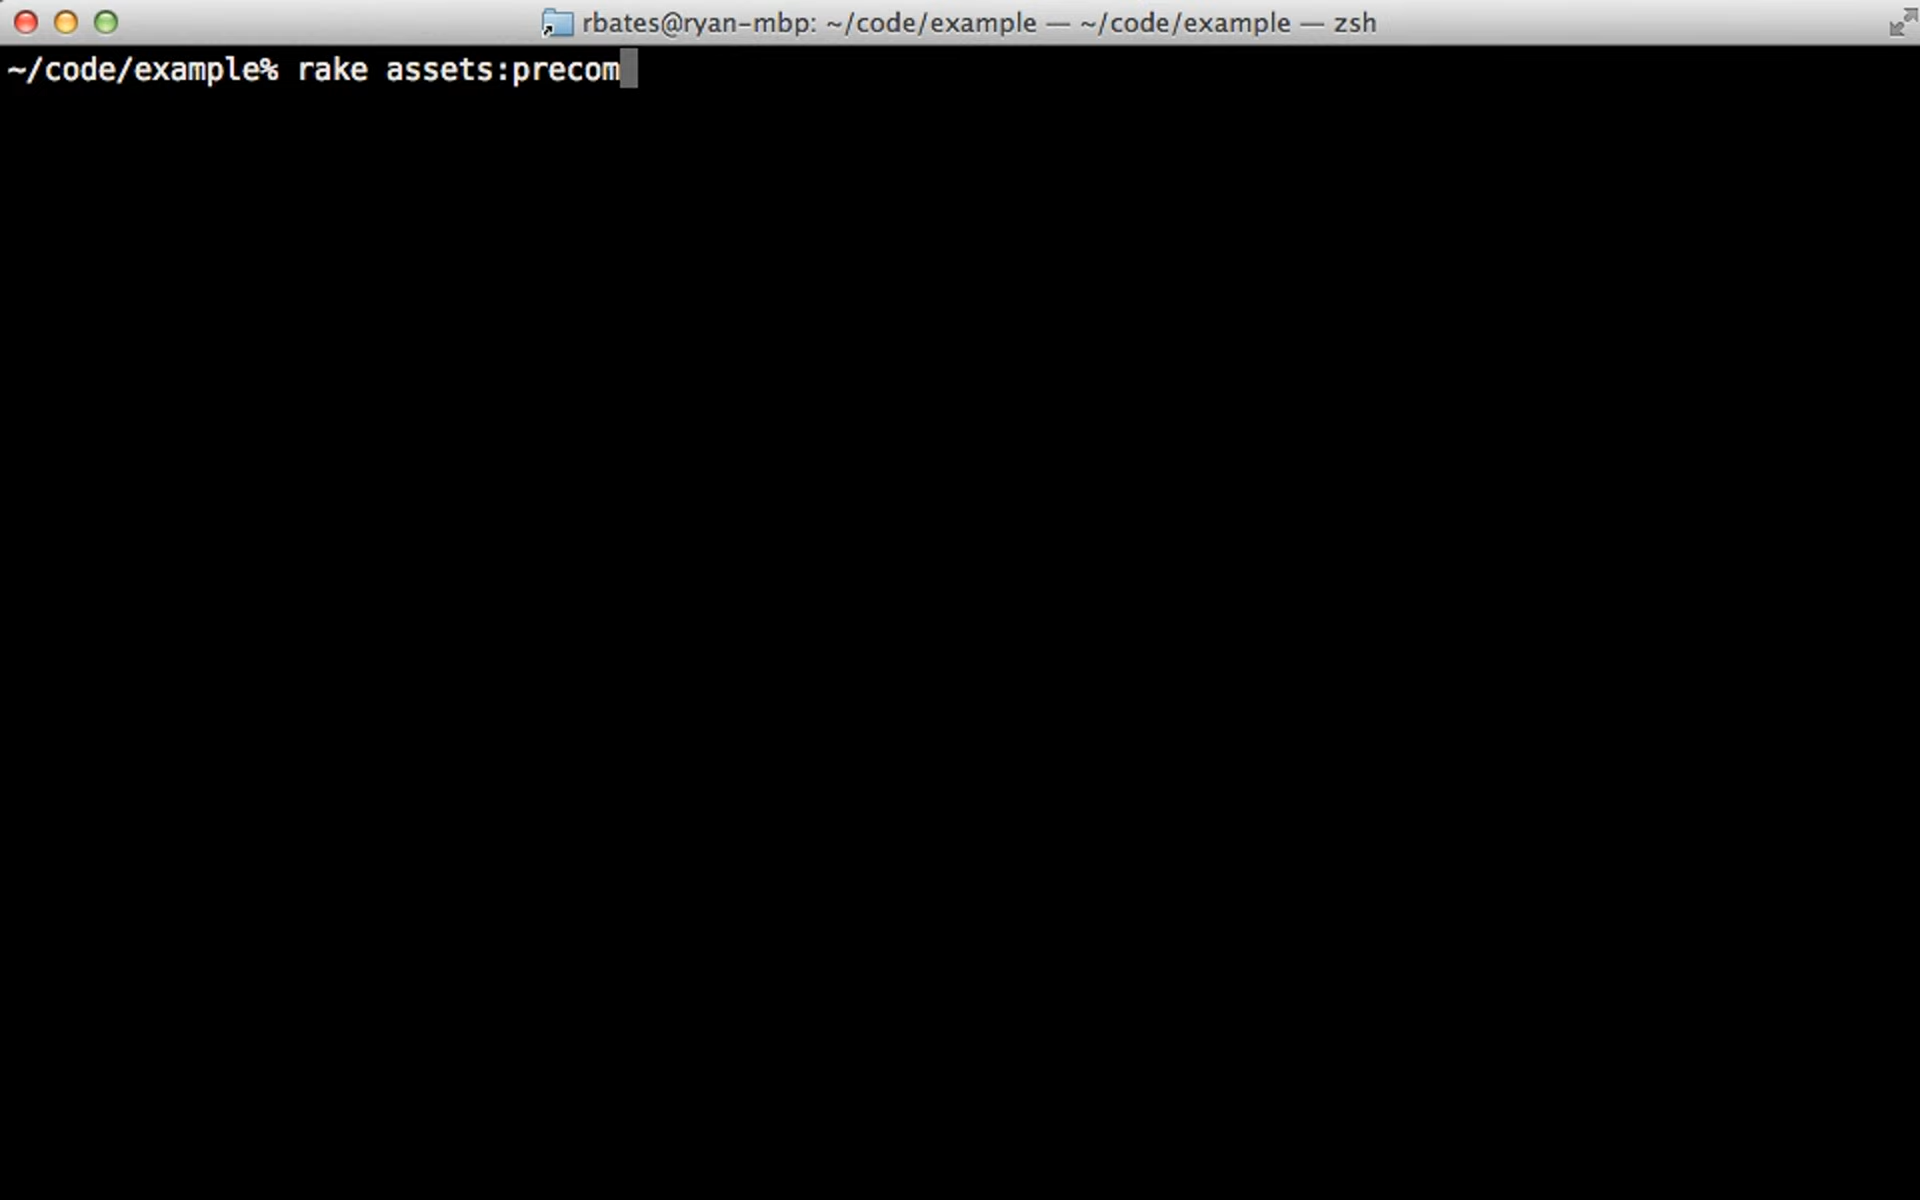 rbates@ryan-mbp: ~/code/example — ~/code/example — zsh
~/code/example% rake assets:precom